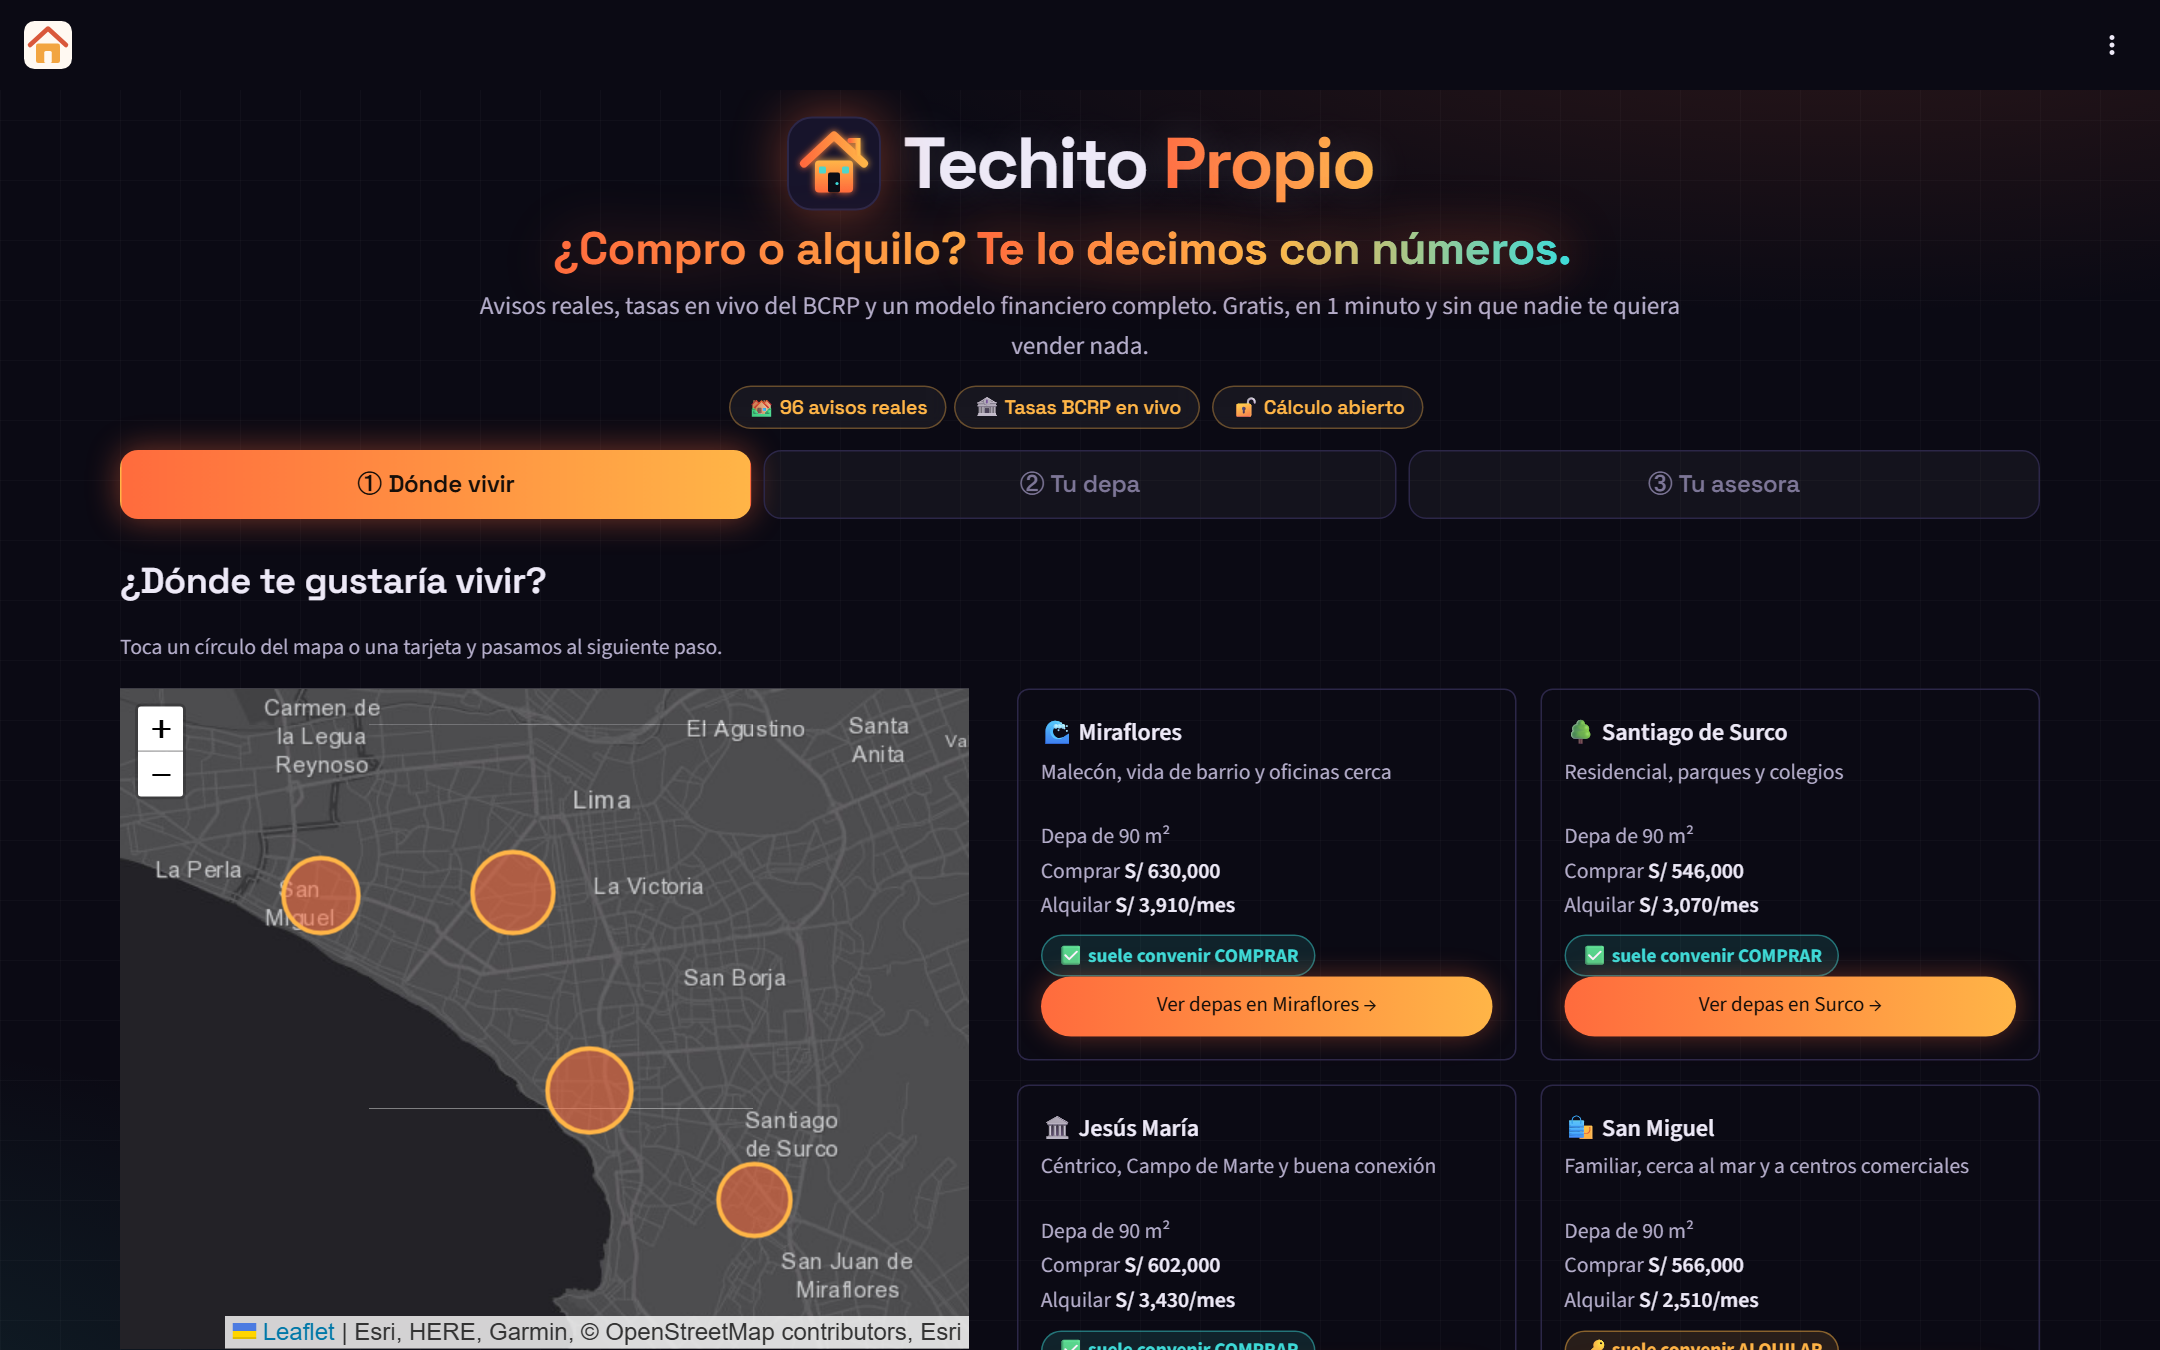 Techito Propio
¿Compro o alquilo? Te lo decimos con números.
Avisos reales, tasas en vivo del BCRP y un modelo financiero completo. Gratis, en 1 minuto y sin que nadie te quiera
vender nada.
96 avisos reales
Tasas BCRP en vivo
Cálculo abierto
① Dónde vivir
② Tu depa
③ Tu asesora
¿Dónde te gustaría vivir?
Toca un círculo del mapa o una tarjeta y pasamos al siguiente paso.
+
−
Carmen de
la Legua
Reynoso
El Agustino
Santa
Anita
Va
Lima
La Perla
San
Miguel
La Victoria
San Borja
Santiago
de Surco
San Juan de
Miraflores
Leaflet | Esri, HERE, Garmin, © OpenStreetMap contributors, Esri
Miraflores
Malecón, vida de barrio y oficinas cerca
Depa de 90 m²
Comprar S/ 630,000
Alquilar S/ 3,910/mes
suele convenir COMPRAR
Ver depas en Miraflores →
Santiago de Surco
Residencial, parques y colegios
Depa de 90 m²
Comprar S/ 546,000
Alquilar S/ 3,070/mes
suele convenir COMPRAR
Ver depas en Surco →
Jesús María
Céntrico, Campo de Marte y buena conexión
Depa de 90 m²
Comprar S/ 602,000
Alquilar S/ 3,430/mes
suele convenir COMPRAR
San Miguel
Familiar, cerca al mar y a centros comerciales
Depa de 90 m²
Comprar S/ 566,000
Alquilar S/ 2,510/mes
suele convenir ALQUILAR